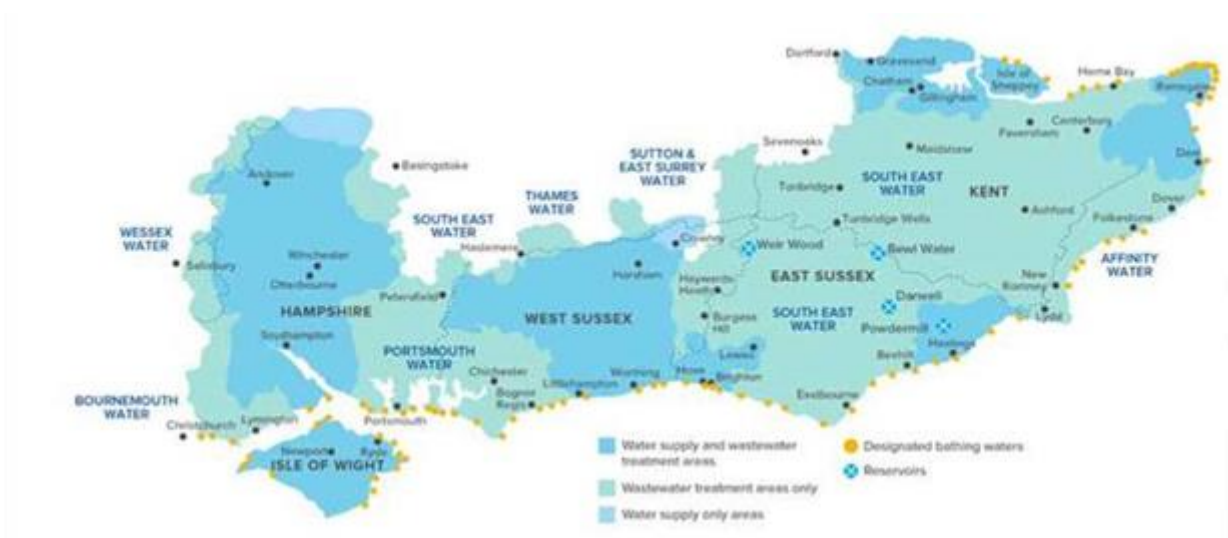 Dartford
Gravesend
Chatham
Gillingham
Isle of
Sheppey
Herne Bay
Ramsgate
Canterbury
Faversham
Sevenoaks
Maidstone
Deal
Basingstoke
SUTTON &
EAST SURREY
WATER
Andover
Tonbridge
SOUTH EAST
WATER
KENT
THAMES
WATER
Dover
SOUTH EAST
WATER
Tunbridge Wells
Ashford
Folkestone
WESSEX
WATER
Haslemere
Crawley
Weir Wood
Bewl Water
AFFINITY
WATER
Salisbury
Winchester
Otterbourne
Horsham
Haywards
Heath
EAST SUSSEX
New
Romney
Petersfield
Darwell
HAMPSHIRE
WEST SUSSEX
Burgess
Hill
SOUTH EAST
WATER
Powdermill
Lydd
Southampton
PORTSMOUTH
WATER
Lewes
Hastings
Bexhill
Chichester
Worthing
Hove
Brighton
Littlehampton
Bognor
Regis
Eastbourne
BOURNEMOUTH
WATER
Christchurch
Lymington
Portsmouth
Newport
Ryde
ISLE OF WIGHT
Water supply and wastewater
treatment areas
Wastewater treatment areas only
Water supply only areas
Designated bathing waters
Reservoirs